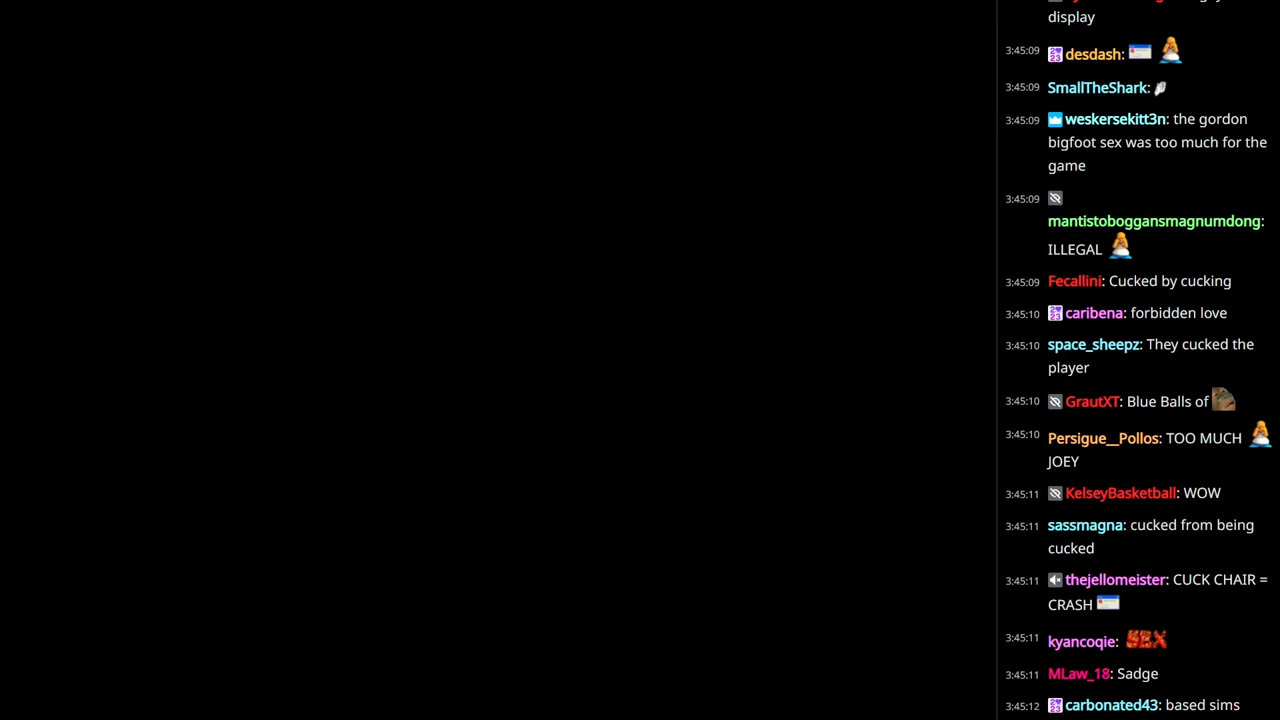 display
3:45:09 desdash:
3:45:09 SmallTheShark:
3:45:09 weskersekitt3n: the gordon
bigfoot sex was too much for the
game
3:45:09
mantistoboggansmagnumdong:
ILLEGAL
3:45:09 Fecallini: Cucked by cucking
3:45:10 caribena: forbidden love
3:45:10 space_sheepz: They cucked the
player
3:45:10 GrautXT: Blue Balls of
3:45:10 Persigue__Pollos: TOO MUCH
JOEY
3:45:11 KelseyBasketball: WOW
3:45:11 sassmagna: cucked from being
cucked
3:45:11 thejellomeister: CUCK CHAIR =
CRASH
3:45:11 kyancoqie: SEX
3:45:11 MLaw_18: Sadge
3:45:12 carbonated43: based sims